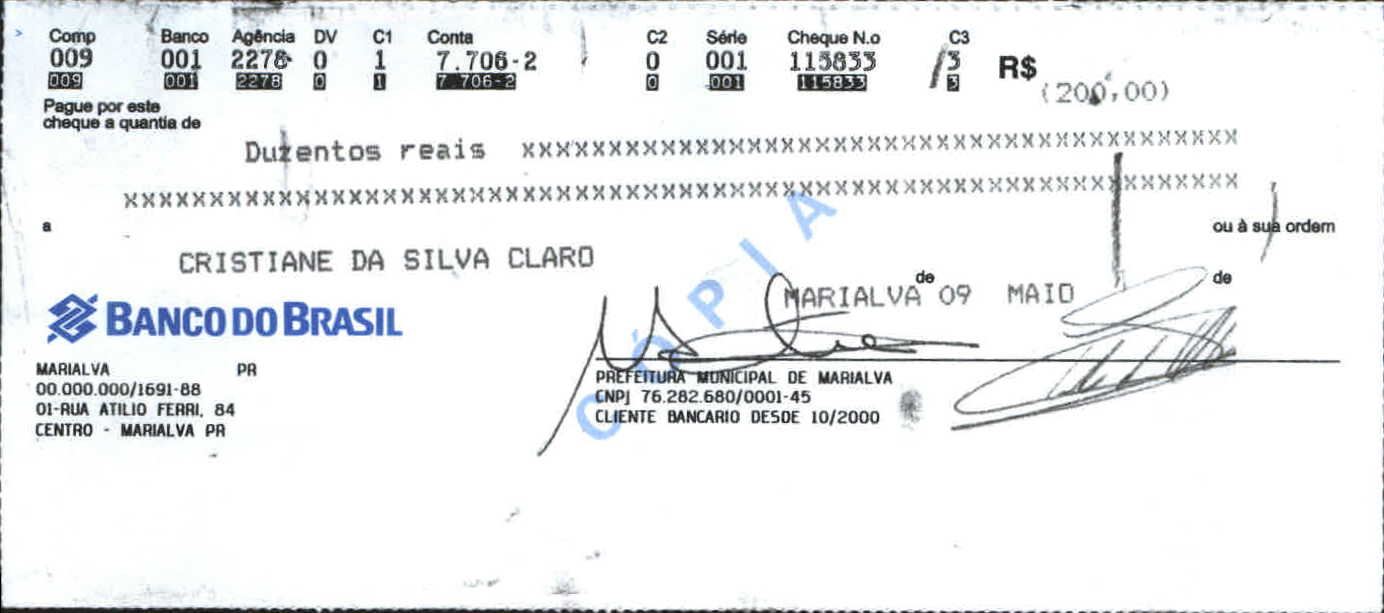 Comp Banco Agência DV C1 Conta C2 Série Cheque N.o C3
009 001 2278 0 1 7.706-2 0 001 115833 3 R$
009 001 2278 0 1 7.706-2 0 001 115833 3 (200,00)
Pague por este
cheque a quantia de
Duzentos reais xxxxxxxxxxxxxxxxxxxxxxxxxxxxxxxxxxxxxxxxx
xxxxxxxxxxxxxxxxxxxxxxxxxxxxxxxxxxxxxxxxxxxxxxxxxxxxxxxxxxxxxxxx
a ou à sua ordem
CRISTIANE DA SILVA CLARO
MARIALVA de 09 MAIO de
BANCO DO BRASIL
CÓPIA
MARIALVA PR
00.000.000/1691-88
01-RUA ATILIO FERRI, 84
CENTRO - MARIALVA PR
PREFEITURA MUNICIPAL DE MARIALVA
CNPJ 76.282.680/0001-45
CLIENTE BANCARIO DESDE 10/2000